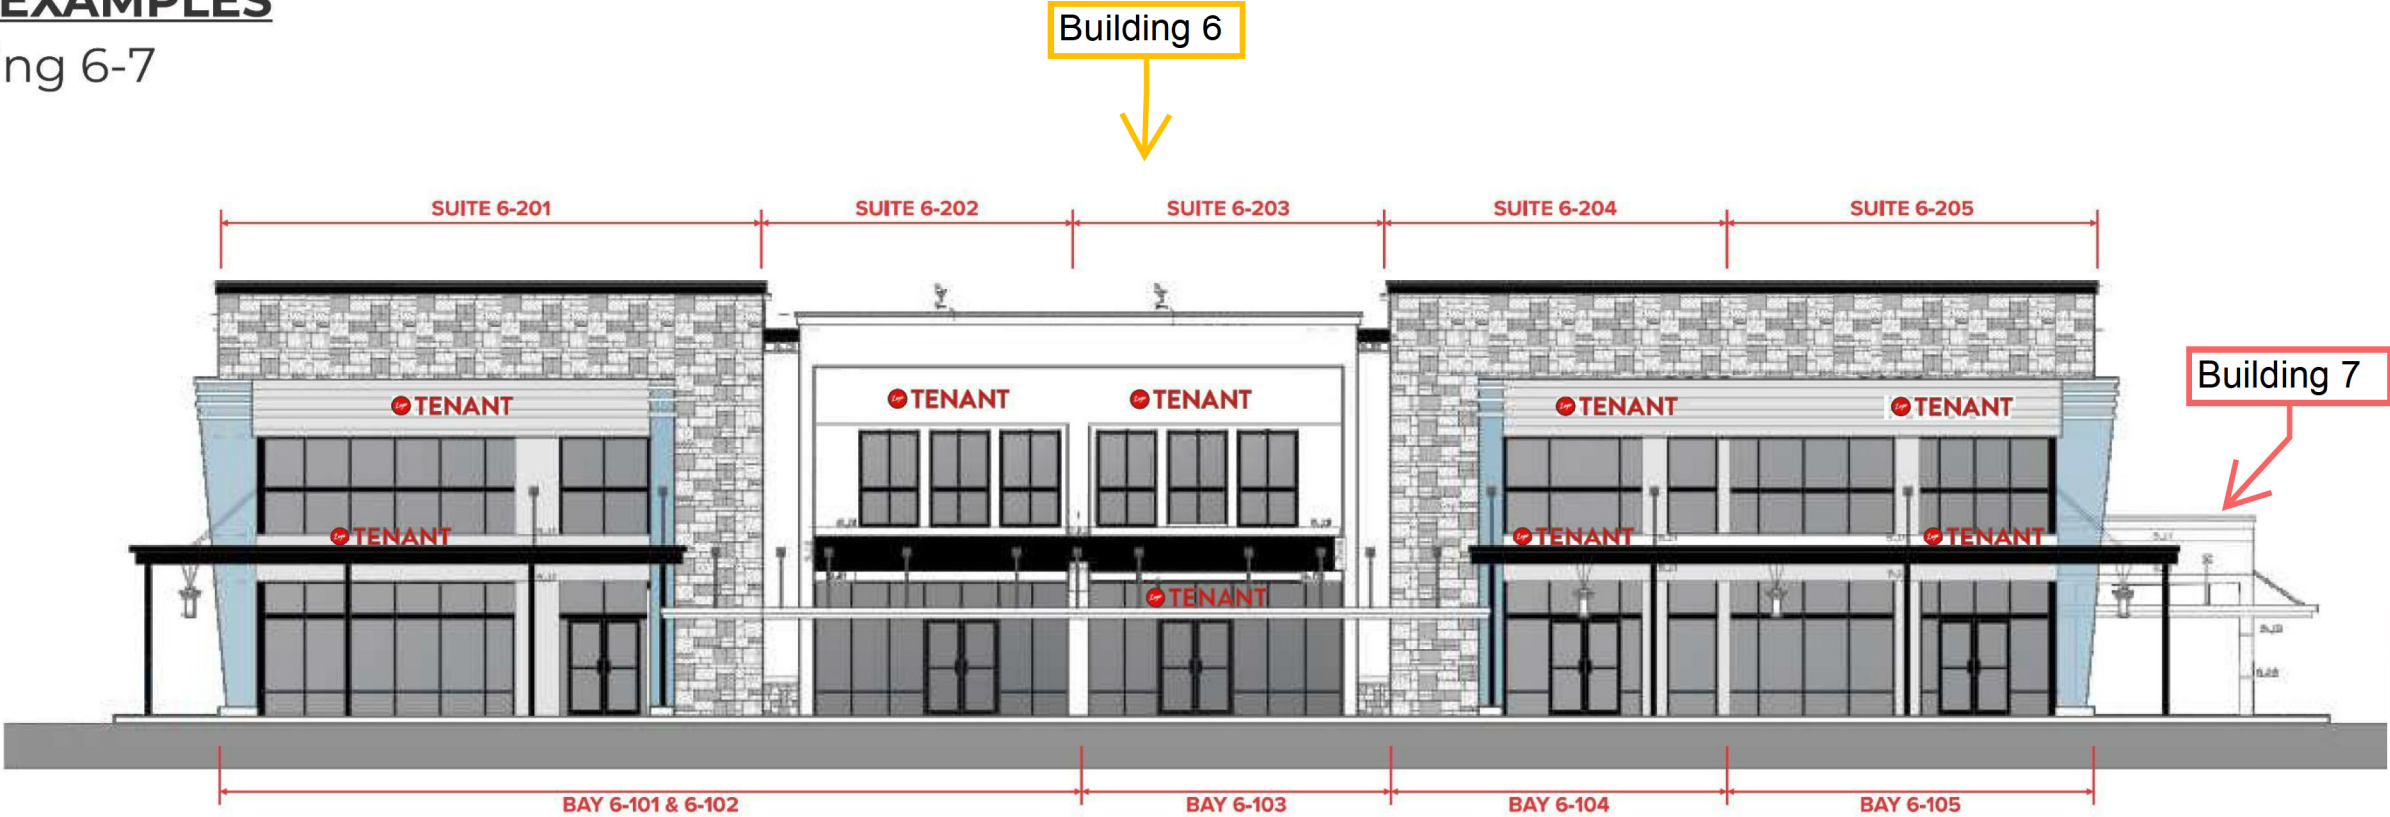 EXAMPLES
ng 6-7
Building 6
SUITE 6-201
SUITE 6-202
SUITE 6-203
SUITE 6-204
SUITE 6-205
Building 7
TENANT
TENANT
TENANT
TENANT
TENANT
TENANT
TENANT
TENANT
TENANT
BAY 6-101 & 6-102
BAY 6-103
BAY 6-104
BAY 6-105